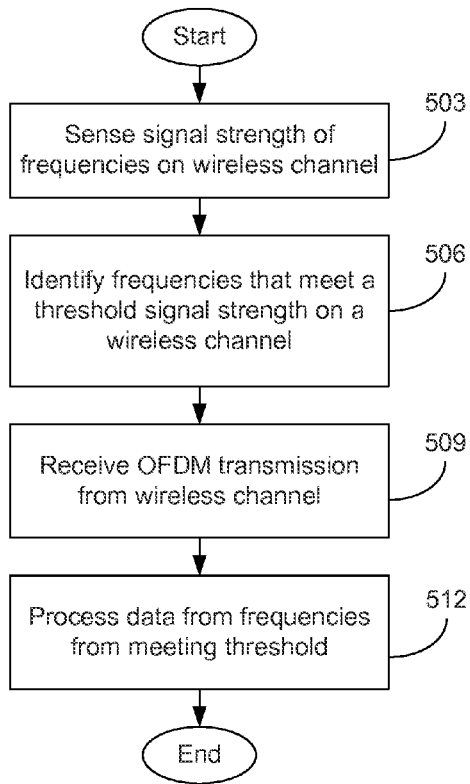 Start
503
Sense signal strength of
frequencies on wireless channel
506
Identify frequencies that meet a
threshold signal strength on a
wireless channel
509
Receive OFDM transmission
from wireless channel
512
Process data from frequencies
from meeting threshold
End